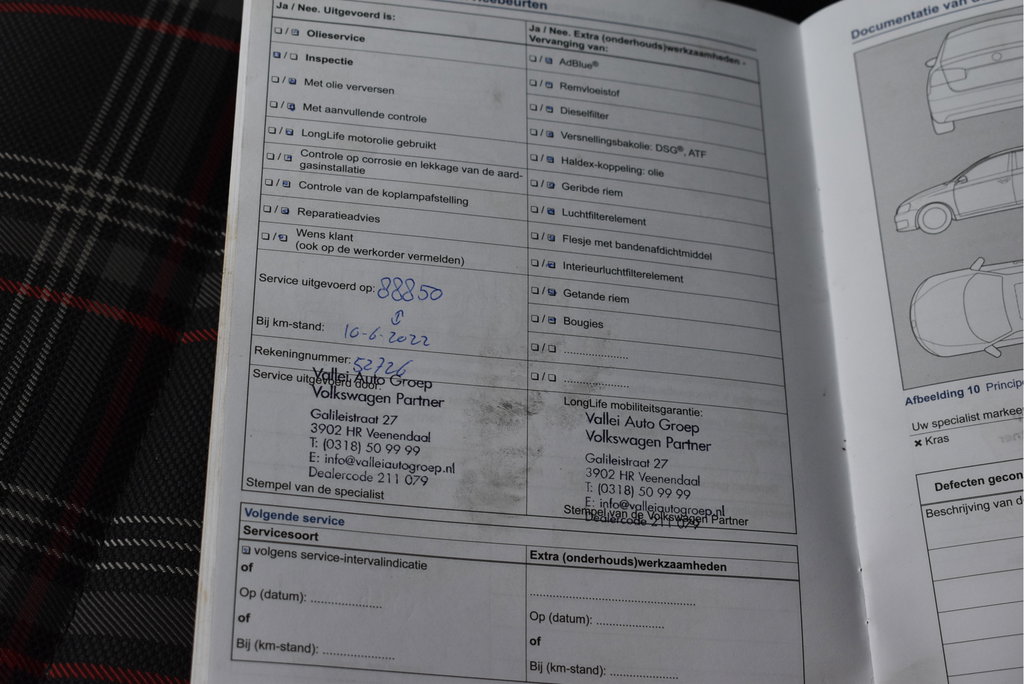 Ja / Nee. Uitgevoerd is:
☐ / ☒ Olieservice
☒ / ☐ Inspectie
☐ / ☒ Met olie verversen
☐ / ☒ Met aanvullende controle
☐ / ☒ LongLife motorolie gebruikt
☐ / ☒ Controle op corrosie en lekkage van de aard-
gasinstallatie
☐ / ☒ Controle van de koplampafstelling
☐ / ☒ Reparatieadvies
☐ / ☒ Wens klant
(ook op de werkorder vermelden)
Service uitgevoerd op: 88850
Bij km-stand: 16-6-2022
Rekeningnummer: 52726
Service uitgevoerd door:
Vallei Auto Groep
Volkswagen Partner
Galileistraat 27
3902 HR Veenendaal
T: (0318) 50 99 99
E: info@valleiautogroep.nl
Dealercode 211 079
Stempel van de specialist
Ja / Nee. Extra (onderhouds)werkzaamheden -
Vervanging van:
☐ / ☒ AdBlue®
☐ / ☒ Remvloeistof
☐ / ☒ Dieselfilter
☐ / ☒ Versnellingsbakolie: DSG®, ATF
☐ / ☒ Haldex-koppeling: olie
☐ / ☒ Geribde riem
☐ / ☒ Luchtfilterelement
☐ / ☒ Flesje met bandenafdichtmiddel
☐ / ☒ Interieurluchtfilterelement
☐ / ☒ Getande riem
☐ / ☒ Bougies
☐ / ☐ ....................
☐ / ☐ ....................
LongLife mobiliteitsgarantie:
Vallei Auto Groep
Volkswagen Partner
Galileistraat 27
3902 HR Veenendaal
T: (0318) 50 99 99
E: info@valleiautogroep.nl
Stempel van de Volkswagen Partner
Dealercode 211 079
Volgende service
Servicesoort
☒ volgens service-intervalindicatie
of
Op (datum): ....................
of
Bij (km-stand): ....................
Extra (onderhouds)werkzaamheden
..................................................
Op (datum): ....................
of
Bij (km-stand): ....................
Documentatie van
Afbeelding 10
Uw specialist
✖ Kras
Defecten
Beschrijving van